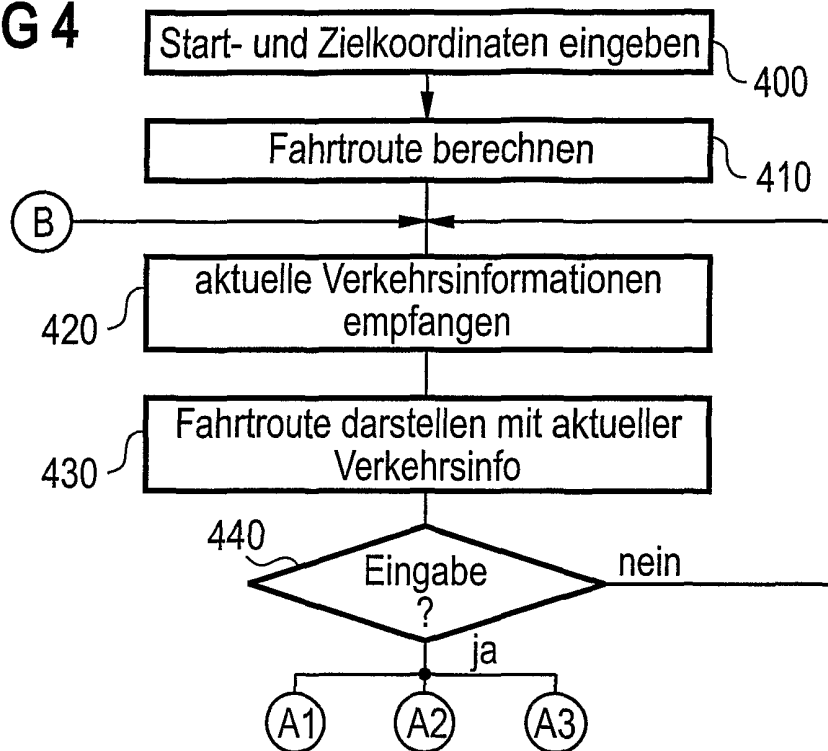 G 4
Start- und Zielkoordinaten eingeben
400
Fahrtroute berechnen
410
B
aktuelle Verkehrsinformationen
empfangen
420
Fahrtroute darstellen mit aktueller
Verkehrsinfo
430
440
Eingabe
?
nein
ja
A1
A2
A3